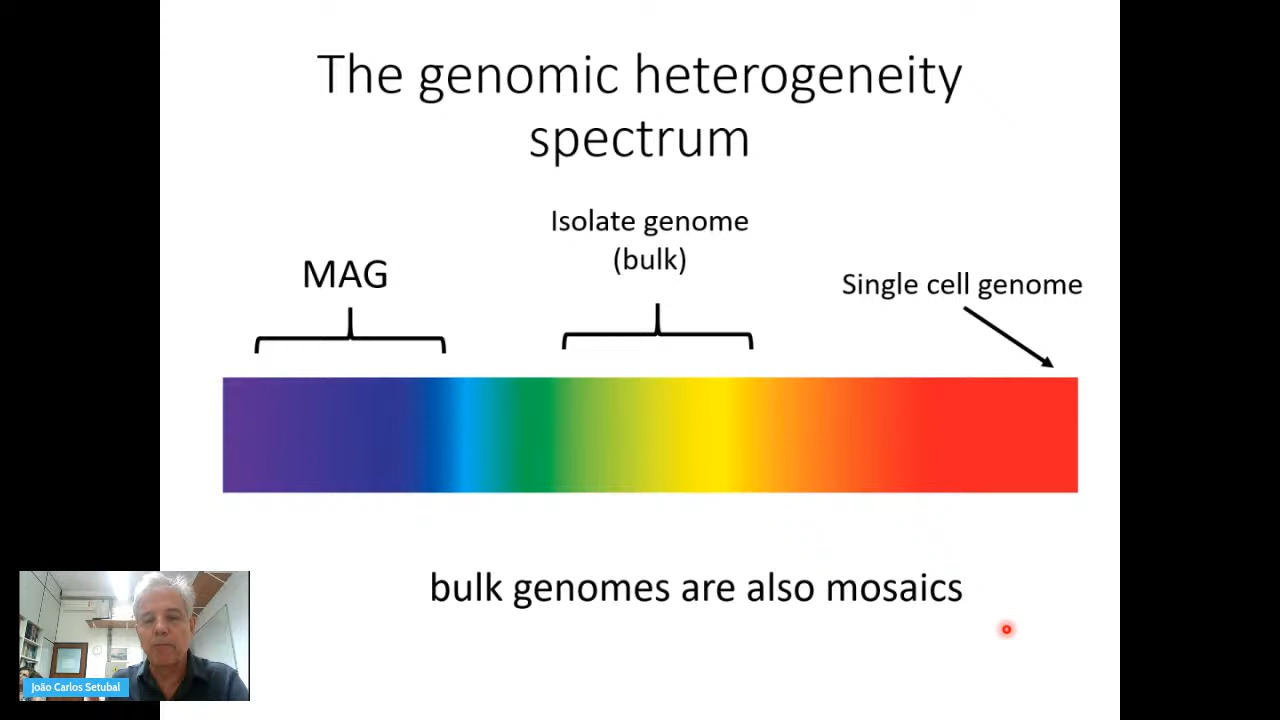 The genomic heterogeneity
spectrum
Isolate genome
(bulk)
MAG
Single cell genome
bulk genomes are also mosaics
João Carlos Setubal